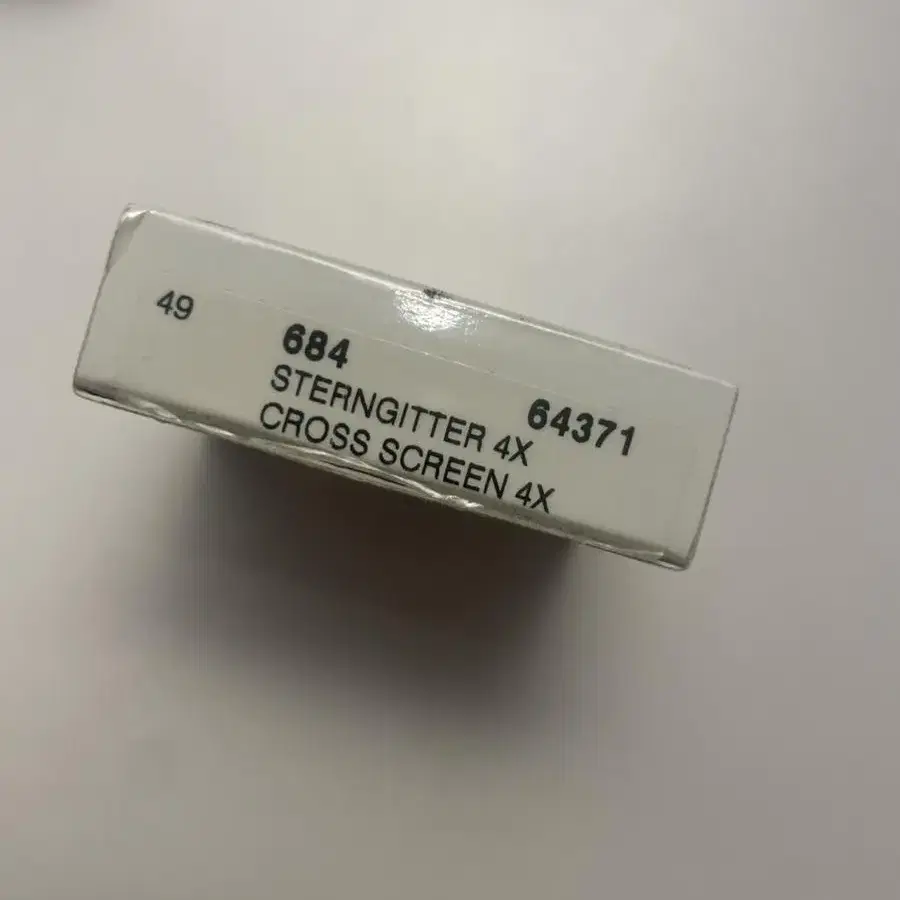 49
684
64371
STERNGITTER 4X
CROSS SCREEN 4X